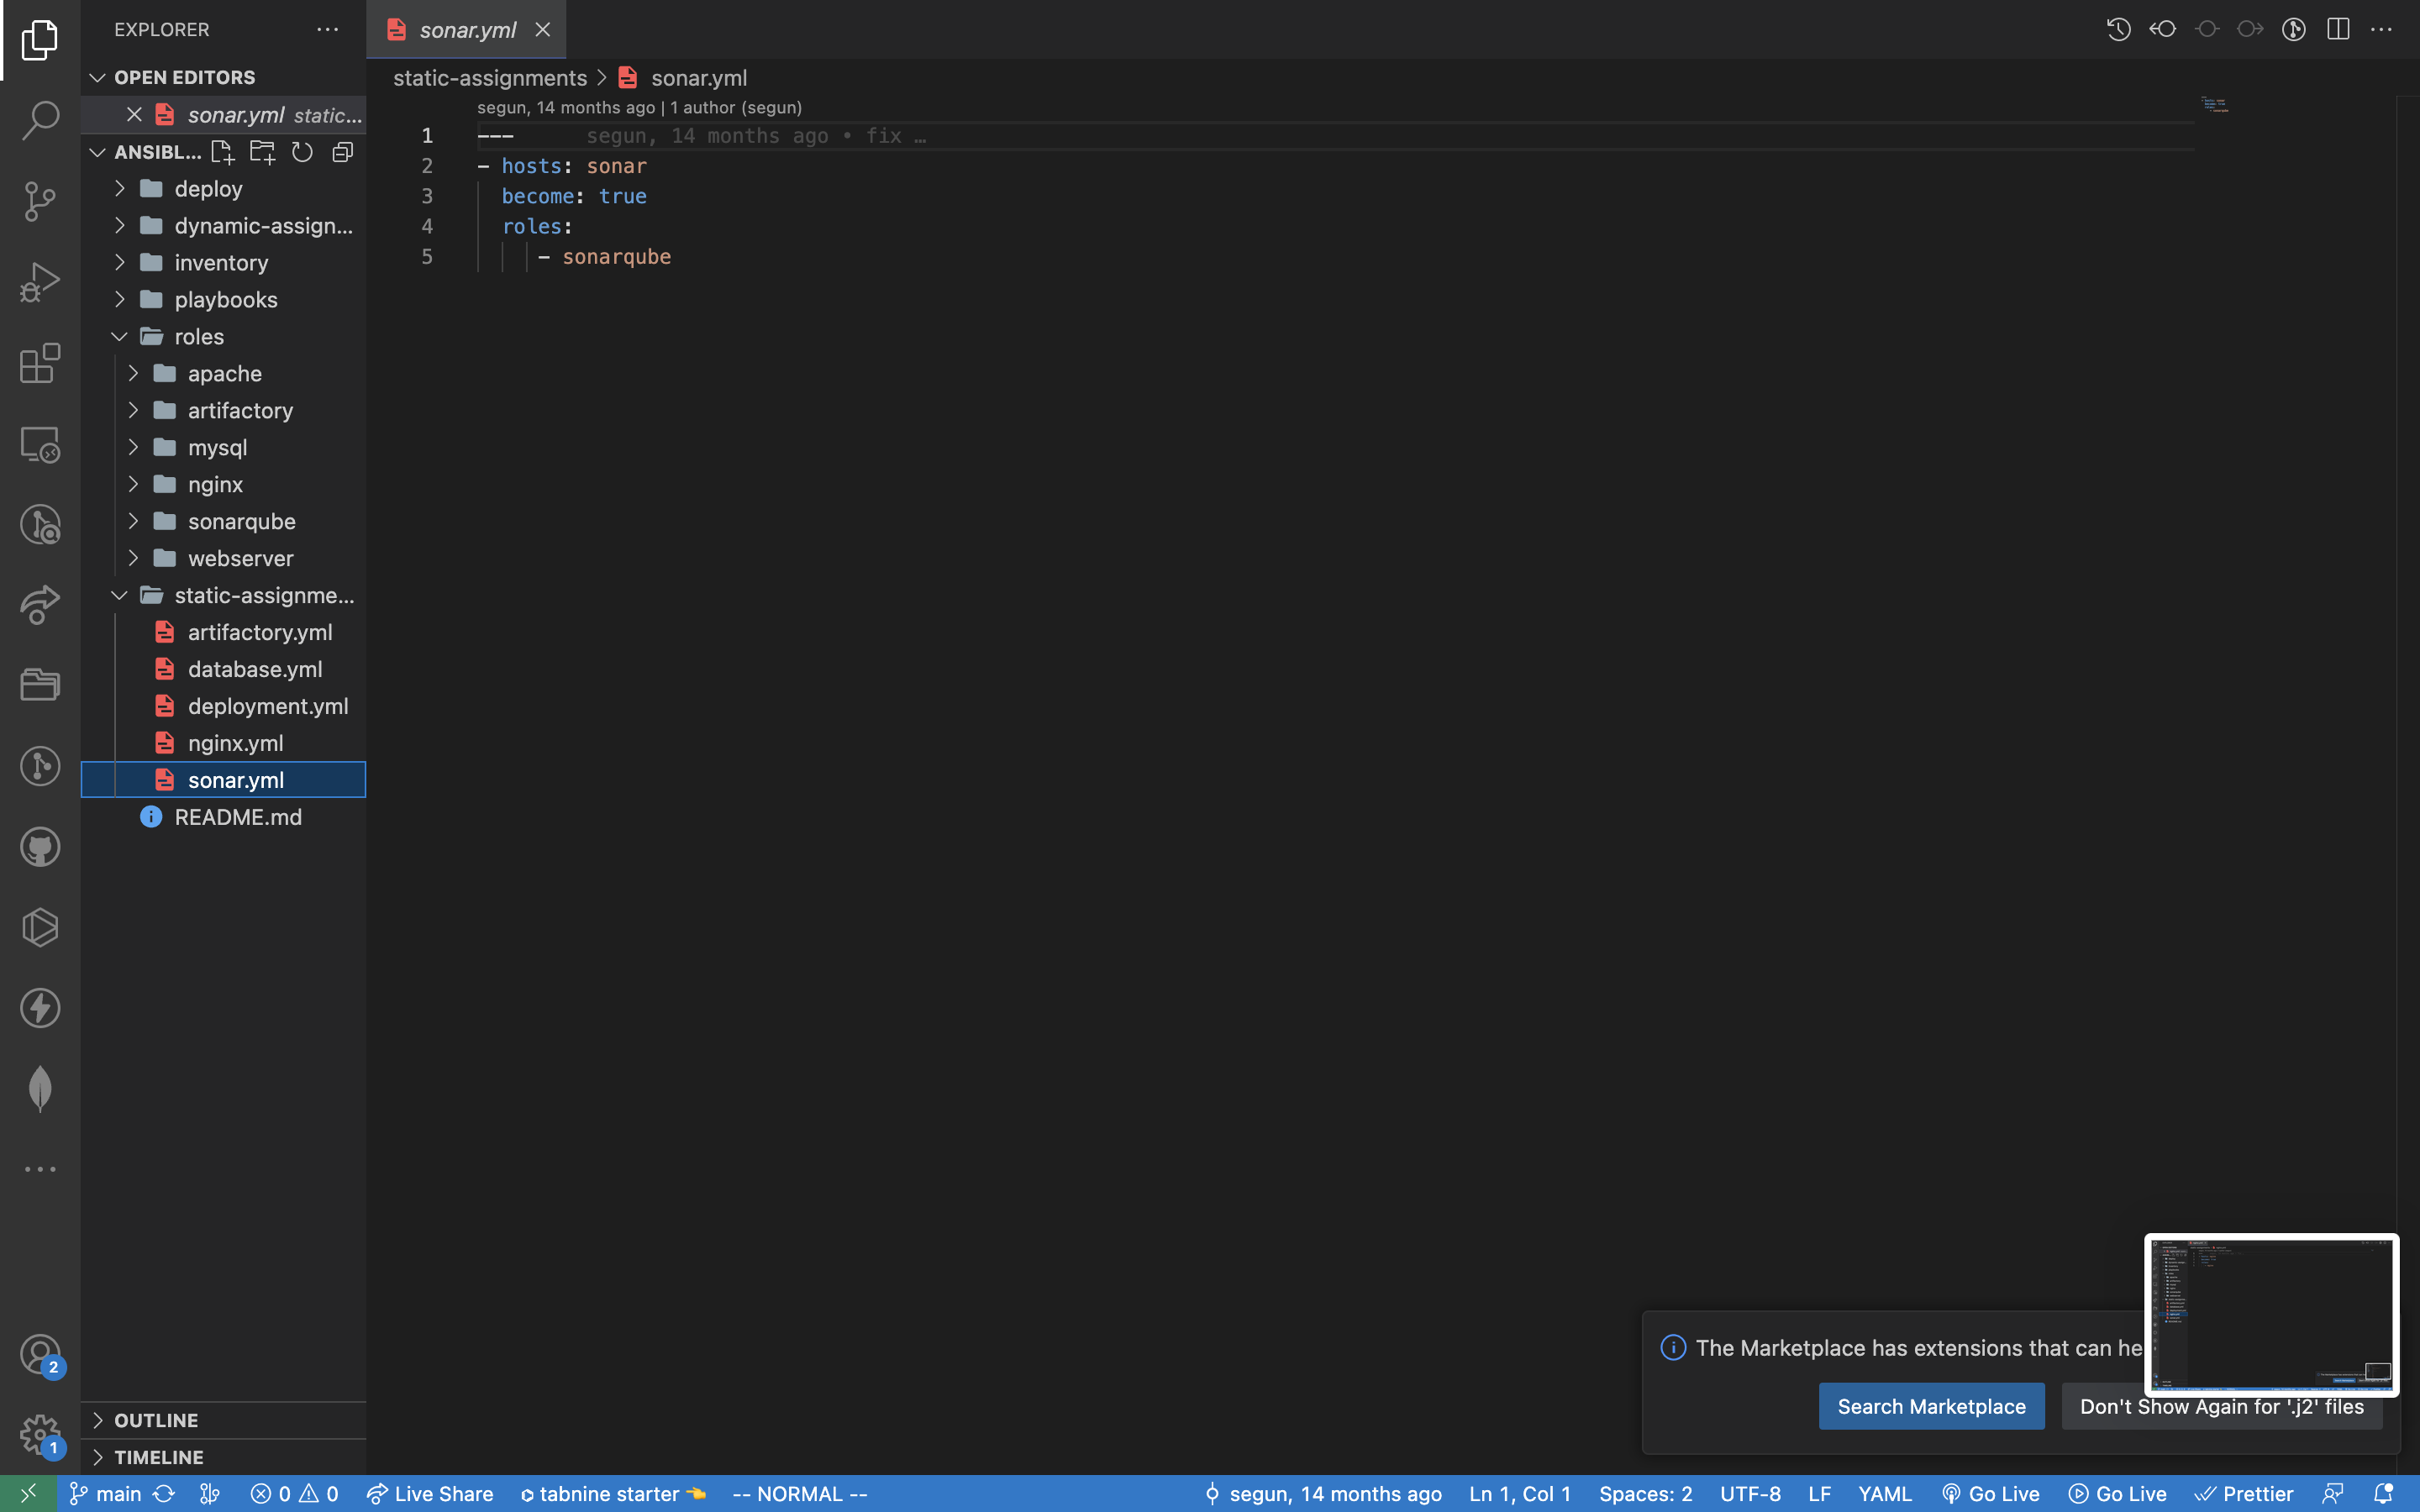 EXPLORER
OPEN EDITORS
sonar.yml static...
ANSIBL...
deploy
dynamic-assign...
inventory
playbooks
roles
apache
artifactory
mysql
nginx
sonarqube
webserver
static-assignme...
artifactory.yml
database.yml
deployment.yml
nginx.yml
sonar.yml
README.md
OUTLINE
TIMELINE
2
1
sonar.yml
static-assignments > sonar.yml
segun, 14 months ago | 1 author (segun)
1 --- segun, 14 months ago • fix …
2 - hosts: sonar
3 become: true
4 roles:
5 - sonarqube
The Marketplace has extensions that can he
Search Marketplace Don't Show Again for '.j2' files
main 0 0 Live Share tabnine starter -- NORMAL -- segun, 14 months ago Ln 1, Col 1 Spaces: 2 UTF-8 LF YAML Go Live Go Live Prettier